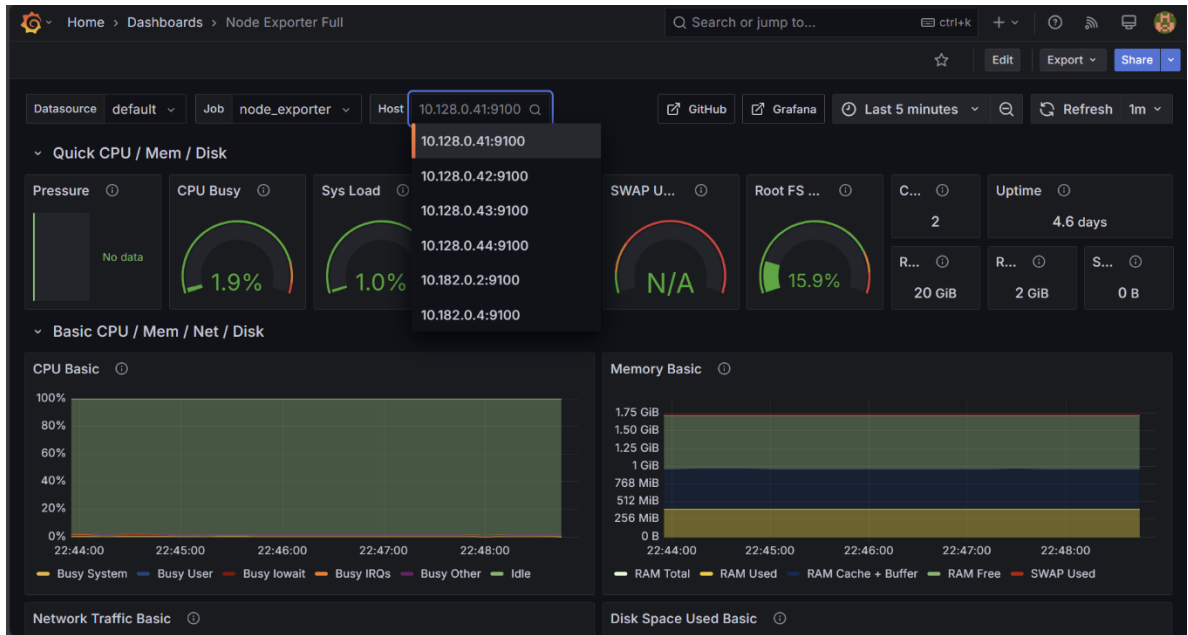 Home › Dashboards › Node Exporter Full
Search or jump to...
ctrl+k
Edit
Export
Share
Datasource default
Job node_exporter
Host 10.128.0.41:9100
GitHub
Grafana
Last 5 minutes
Refresh 1m
10.128.0.41:9100
10.128.0.42:9100
10.128.0.43:9100
10.128.0.44:9100
10.182.0.2:9100
10.182.0.4:9100
Quick CPU / Mem / Disk
Pressure
No data
CPU Busy
1.9%
Sys Load
1.0%
SWAP U...
N/A
Root FS ...
15.9%
C...
2
Uptime
4.6 days
R...
20 GiB
R...
2 GiB
S...
0 B
Basic CPU / Mem / Net / Disk
CPU Basic
100%
80%
60%
40%
20%
0%
22:44:00 22:45:00 22:46:00 22:47:00 22:48:00
Busy System Busy User Busy Iowait Busy IRQs Busy Other Idle
Memory Basic
1.75 GiB
1.50 GiB
1.25 GiB
1 GiB
768 MiB
512 MiB
256 MiB
0 B
22:44:00 22:45:00 22:46:00 22:47:00 22:48:00
RAM Total RAM Used RAM Cache + Buffer RAM Free SWAP Used
Network Traffic Basic
Disk Space Used Basic